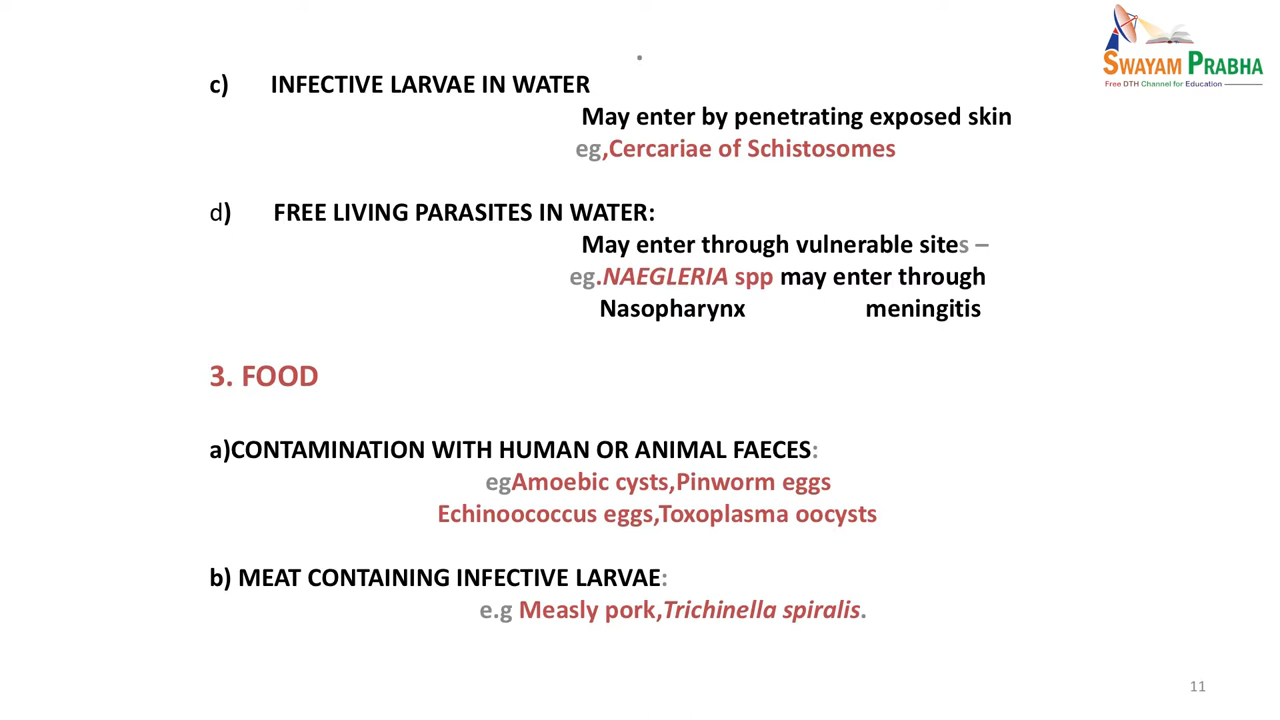 SWAYAM PRABHA
Free DTH Channel for Education
c) INFECTIVE LARVAE IN WATER
May enter by penetrating exposed skin
eg,Cercariae of Schistosomes
d) FREE LIVING PARASITES IN WATER:
May enter through vulnerable sites –
eg.NAEGLERIA spp may enter through
Nasopharynx meningitis
3. FOOD
a)CONTAMINATION WITH HUMAN OR ANIMAL FAECES:
egAmoebic cysts,Pinworm eggs
Echinoococcus eggs,Toxoplasma oocysts
b) MEAT CONTAINING INFECTIVE LARVAE:
e.g Measly pork,Trichinella spiralis.
11